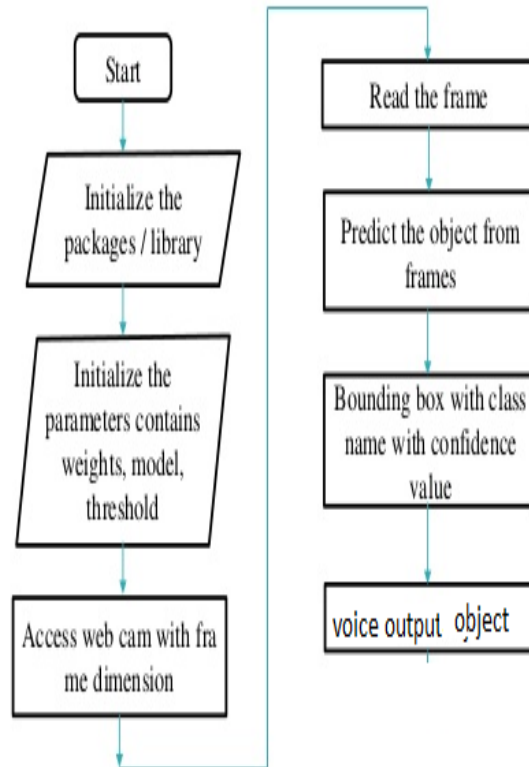 Start
Initialize the
packages / library
Initialize the
parameters contains
weights, model,
threshold
Access web cam with fra
me dimension
Read the frame
Predict the object from
frames
Bounding box with class
name with confidence
value
voice output object